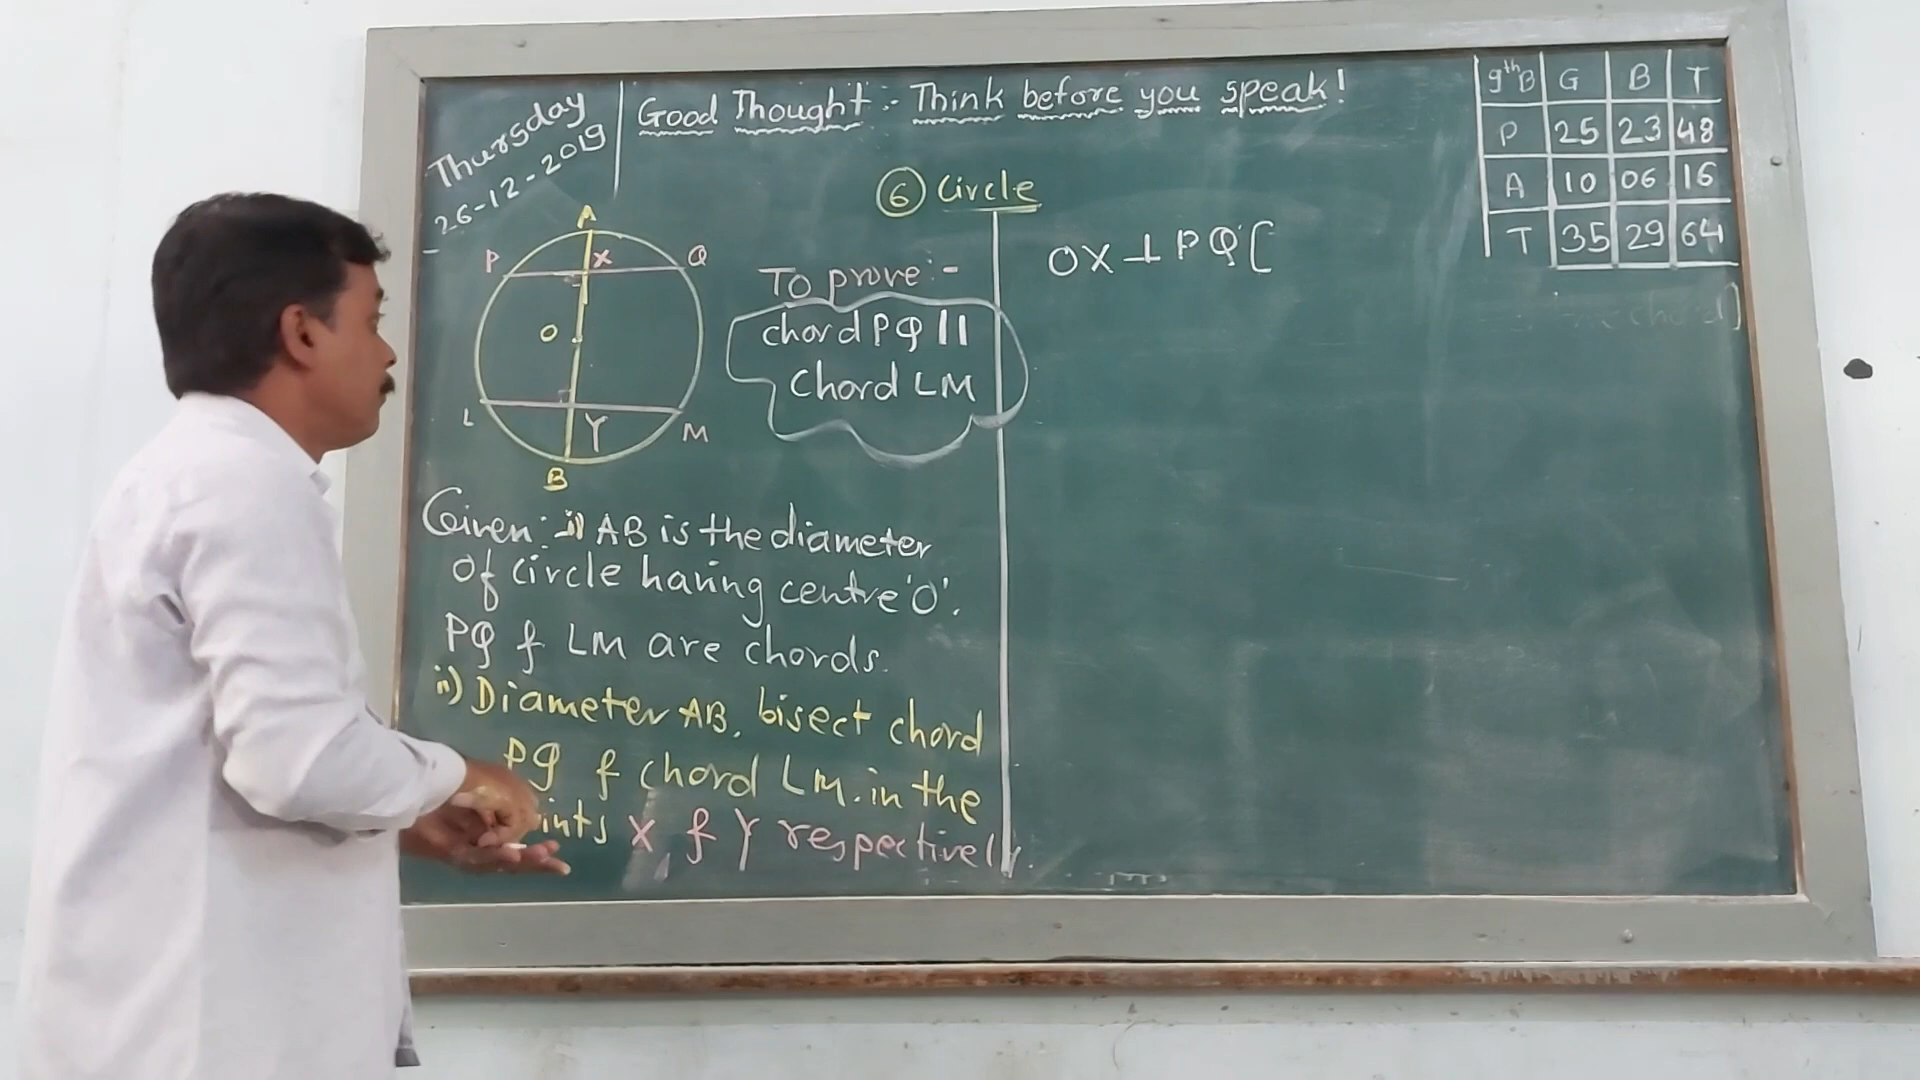 Thursday
26-12-2019
Good Thought :- Think before you speak!
9th B G B T
P 25 23 48
A 10 06 16
T 35 29 64
6 Circle
A
P X Q
O
L Y M
B
To prove :-
chord PQ ||
Chord LM
OX ⊥ PQ [
chord]
Given :- i) AB is the diameter
of circle having centre 'O'.
PQ & LM are chords.
ii) Diameter AB, bisect chord
PQ & chord LM. in the
ints X & Y respectively.